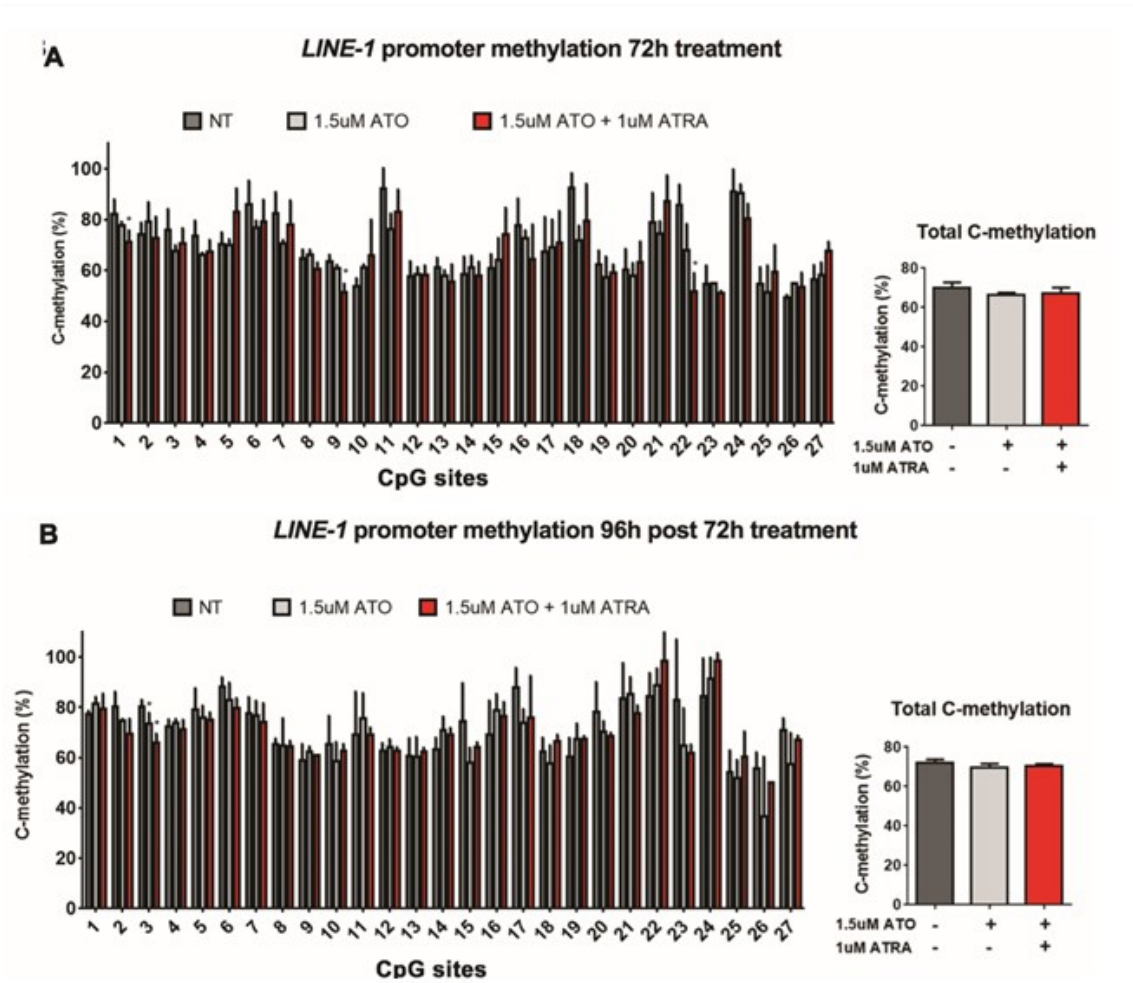 A
LINE-1 promoter methylation 72h treatment
NT 1.5uM ATO 1.5uM ATO + 1uM ATRA
C-methylation (%)
100
80
60
40
20
0
1 2 3 4 5 6 7 8 9 10 11 12 13 14 15 16 17 18 19 20 21 22 23 24 25 26 27
CpG sites
* * *
Total C-methylation
C-methylation (%)
80
60
40
20
0
1.5uM ATO - + +
1uM ATRA - - +
B
LINE-1 promoter methylation 96h post 72h treatment
NT 1.5uM ATO 1.5uM ATO + 1uM ATRA
C-methylation (%)
100
80
60
40
20
0
1 2 3 4 5 6 7 8 9 10 11 12 13 14 15 16 17 18 19 20 21 22 23 24 25 26 27
CpG sites
* *
Total C-methylation
C-methylation (%)
80
60
40
20
0
1.5uM ATO - + +
1uM ATRA - - +